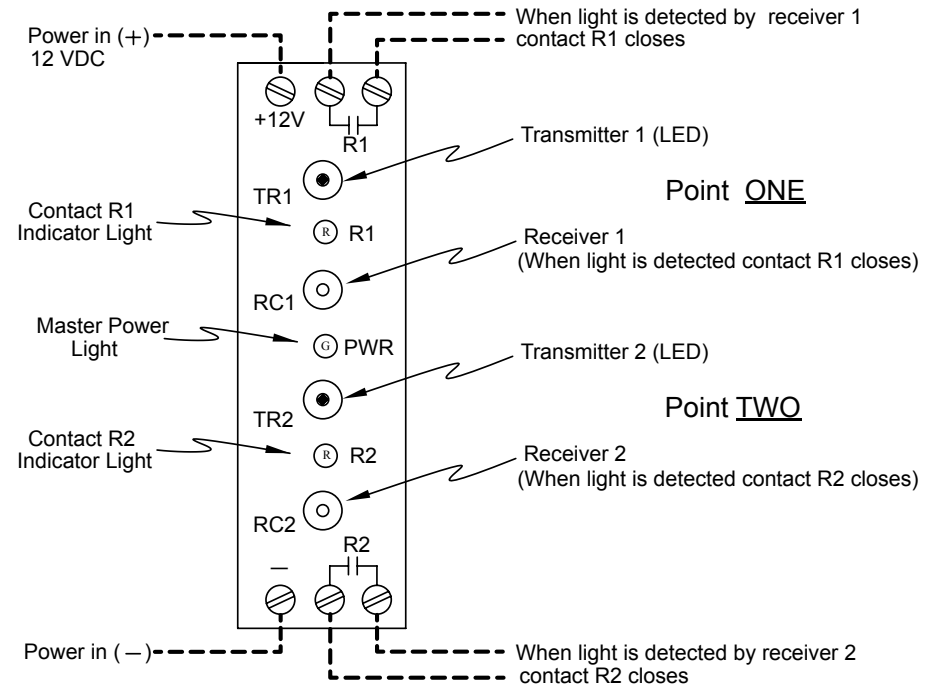 When light is detected by receiver 1
contact R1 closes
Power in (+)
12 VDC
+12V
R1
Transmitter 1 (LED)
TR1
Point ONE
Contact R1
Indicator Light
R R1
Receiver 1
(When light is detected contact R1 closes)
RC1
Master Power
Light
G PWR
Transmitter 2 (LED)
TR2
Point TWO
Contact R2
Indicator Light
R R2
Receiver 2
(When light is detected contact R2 closes)
RC2
R2
—
Power in (—)
When light is detected by receiver 2
contact R2 closes